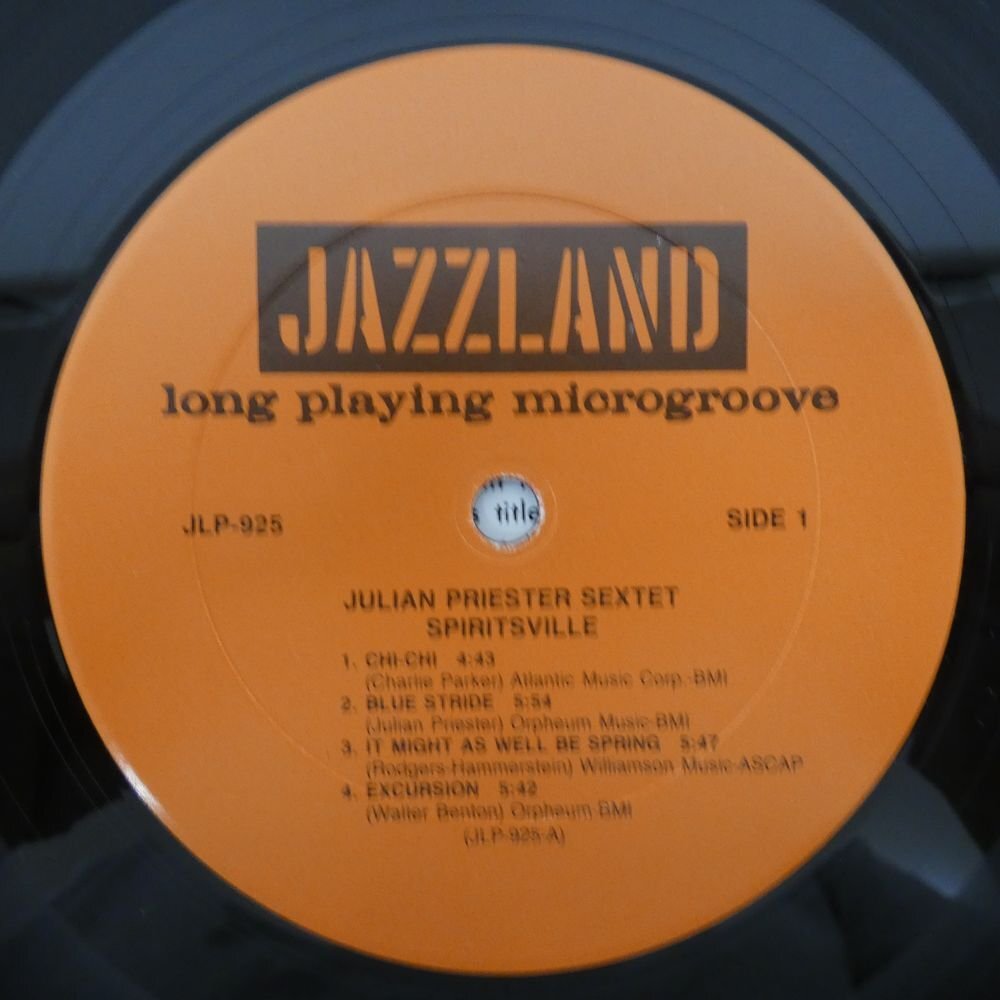 JAZZLAND
long playing microgroove
title
JLP-925
SIDE 1
JULIAN PRIESTER SEXTET
SPIRITSVILLE
1. CHI-CHI 4:43
(Charlie Parker) Atlantic Music Corp.-BMI
2. BLUE STRIDE 5:54
(Julian Priester) Orpheum Music-BMI
3. IT MIGHT AS WELL BE SPRING 5:47
(Rodgers-Hammerstein) Williamson Music-ASCAP
4. EXCURSION 5:42
(Walter Benton) Orpheum-BMI
(JLP-925-A)